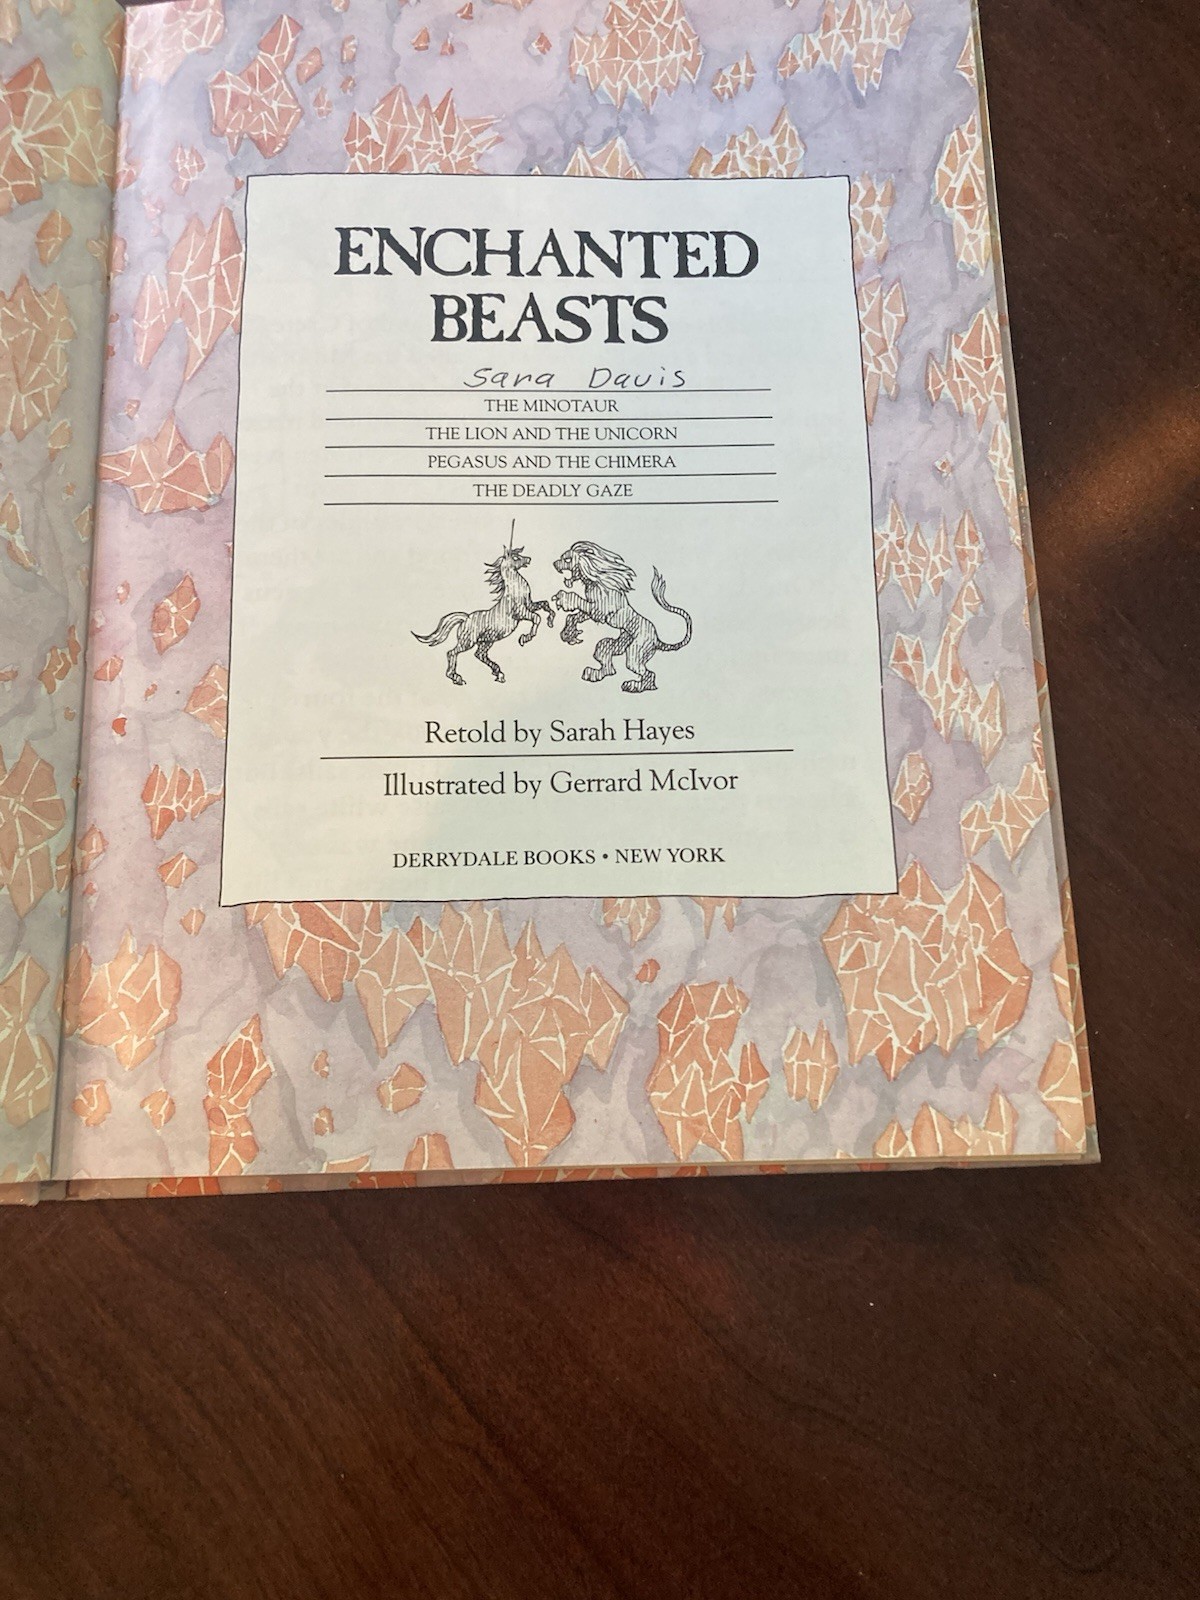 ENCHANTED
BEASTS
Sara Davis
THE MINOTAUR
THE LION AND THE UNICORN
PEGASUS AND THE CHIMERA
THE DEADLY GAZE
Retold by Sarah Hayes
Illustrated by Gerrard McIvor
DERRYDALE BOOKS • NEW YORK